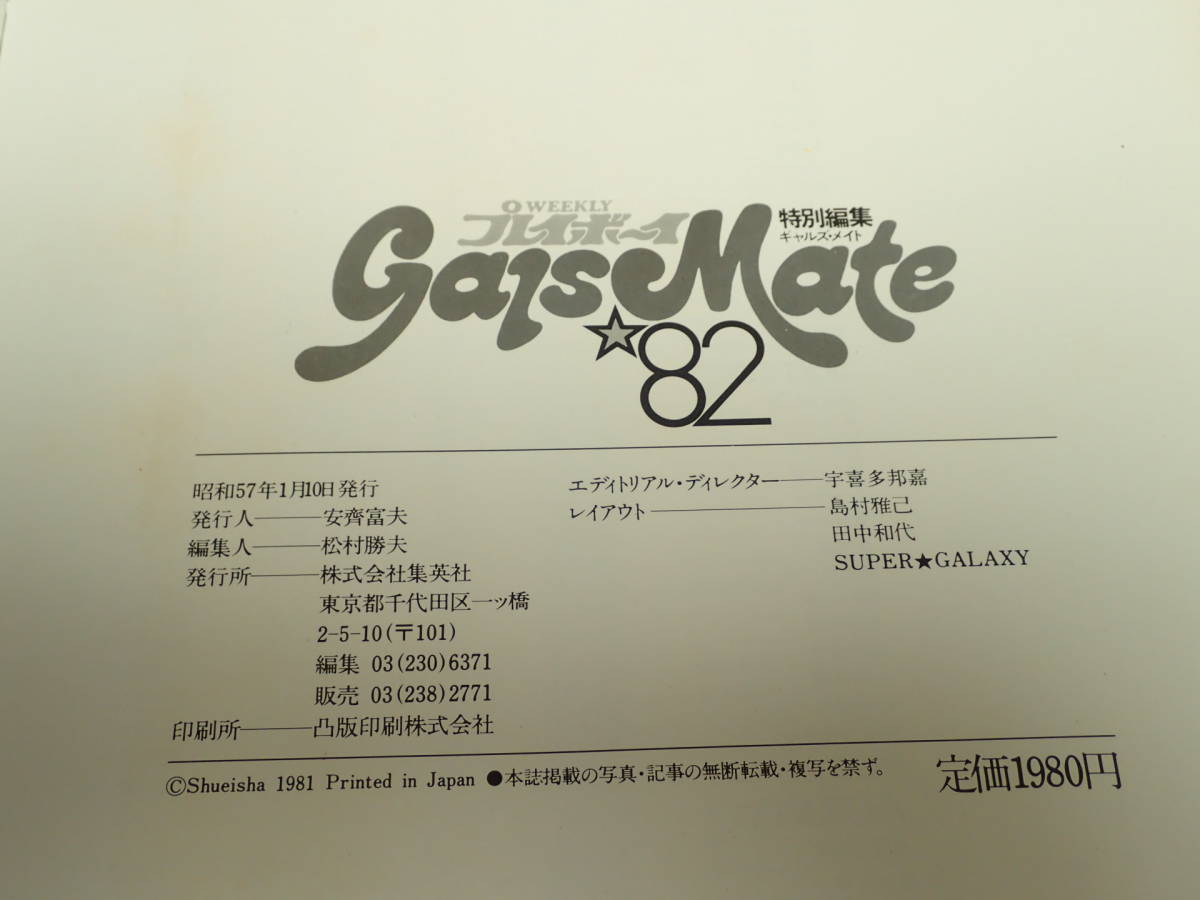 WEEKLY
プレイボーイ
特別編集
ギャルズ・メイト
GalsMate
'82
昭和57年1月10日発行
発行人――安齊富夫
編集人――松村勝夫
発行所――株式会社集英社
東京都千代田区一ッ橋
2-5-10(〒101)
編集 03(230)6371
販売 03(238)2771
印刷所――凸版印刷株式会社
エディトリアル・ディレクター――宇喜多邦嘉
レイアウト――島村雅己
田中和代
SUPER★GALAXY
©Shueisha 1981 Printed in Japan ●本誌掲載の写真・記事の無断転載・複写を禁ず。
定価1980円